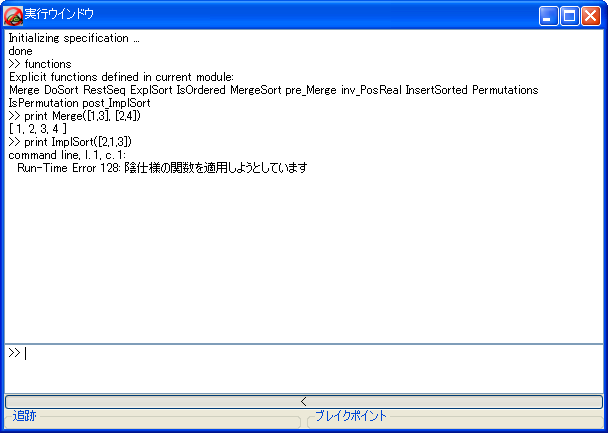 実行ウインドウ
Initializing specification ...
done
>> functions
Explicit functions defined in current module:
Merge DoSort RestSeq ExplSort IsOrdered MergeSort pre_Merge inv_PosReal InsertSorted Permutations
IsPermutation post_ImplSort
>> print Merge([1,3], [2,4])
[ 1, 2, 3, 4 ]
>> print ImplSort([2,1,3])
command line, l. 1, c. 1:
Run-Time Error 128: 陰仕様の関数を適用しようとしています
>>
<
追跡
ブレイクポイント